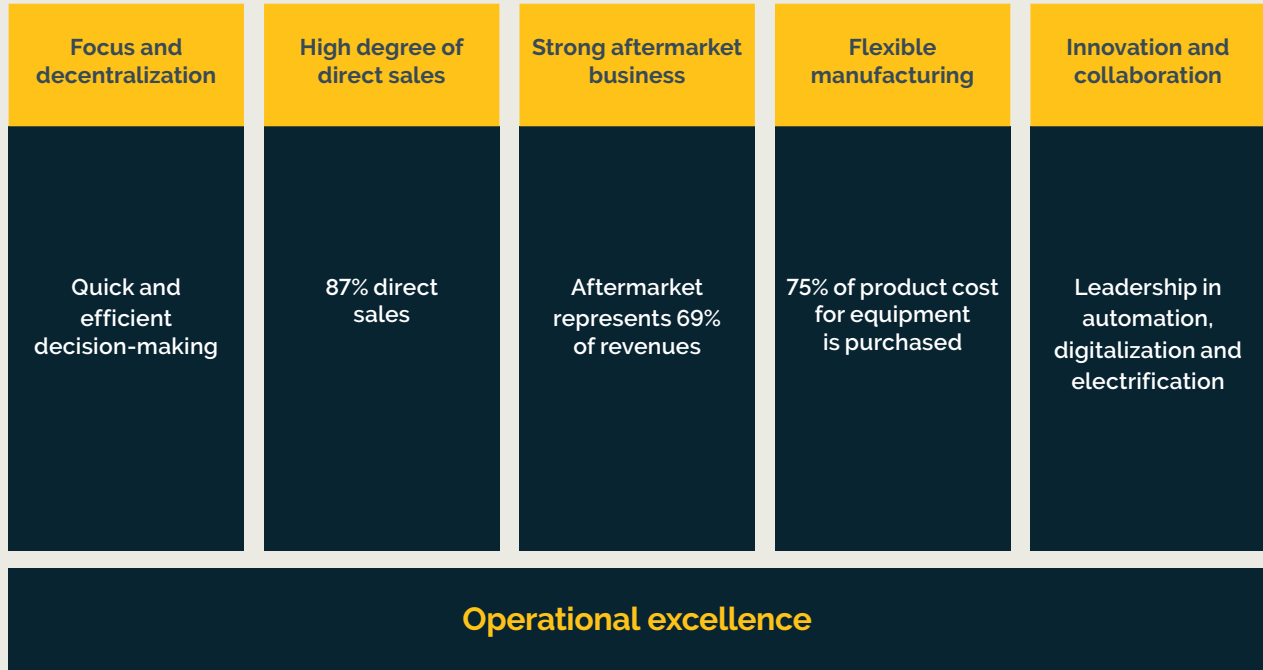 Focus and
decentralization
Quick and
efficient
decision-making
High degree of
direct sales
87% direct
sales
Strong aftermarket
business
Aftermarket
represents 69%
of revenues
Flexible
manufacturing
75% of product cost
for equipment
is purchased
Innovation and
collaboration
Leadership in
automation,
digitalization and
electrification
Operational excellence